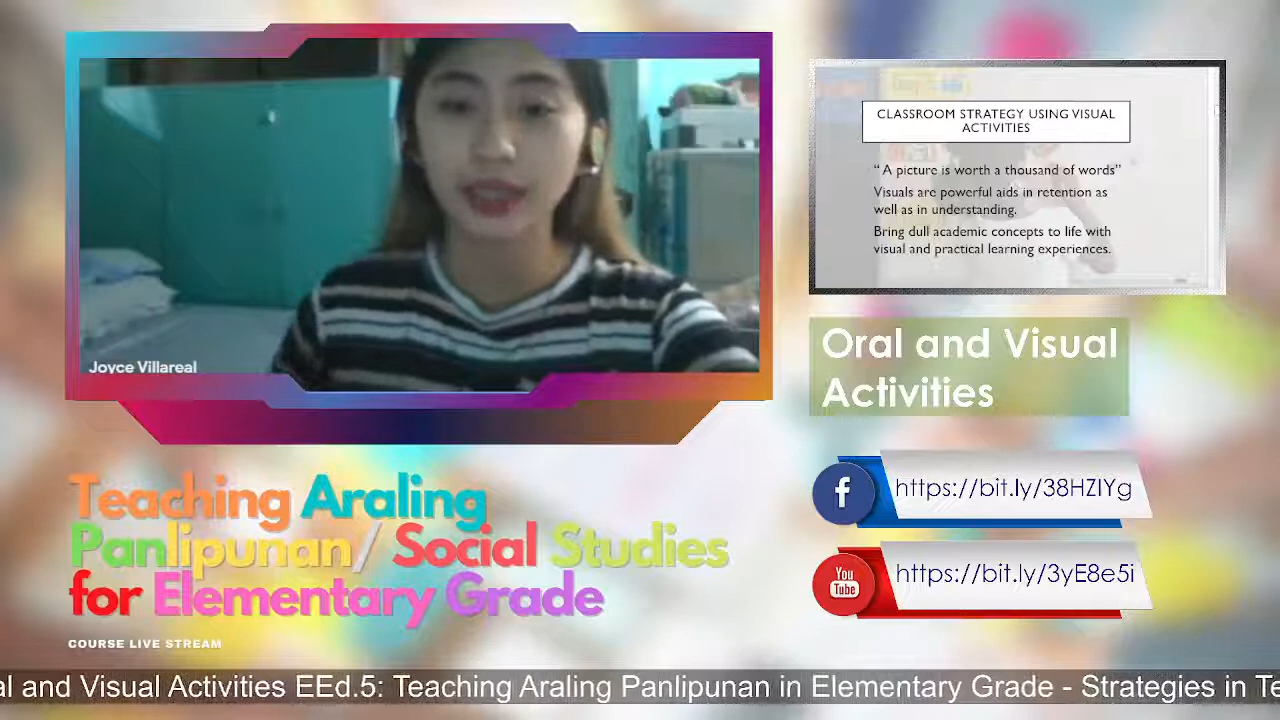 Joyce Villareal
CLASSROOM STRATEGY USING VISUAL
ACTIVITIES
“ A picture is worth a thousand of words”
Visuals are powerful aids in retention as
well as in understanding.
Bring dull academic concepts to life with
visual and practical learning experiences.
Oral and Visual
Activities
https://bit.ly/38HZIYg
You
Tube
https://bit.ly/3yE8e5i
Teaching Araling
Panlipunan/ Social Studies
for Elementary Grade
COURSE LIVE STREAM
and Visual Activities EEd.5: Teaching Araling Panlipunan in Elementary Grade - Strategies in